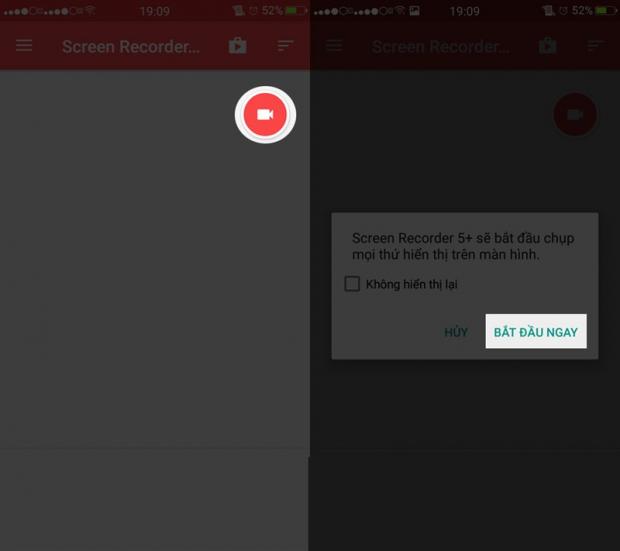 19:09
52%
Screen Recorder...
19:09
52%
Screen Recorder...
Screen Recorder 5+ sẽ bắt đầu chụp
mọi thứ hiển thị trên màn hình.
Không hiển thị lại
HỦY
BẮT ĐẦU NGAY